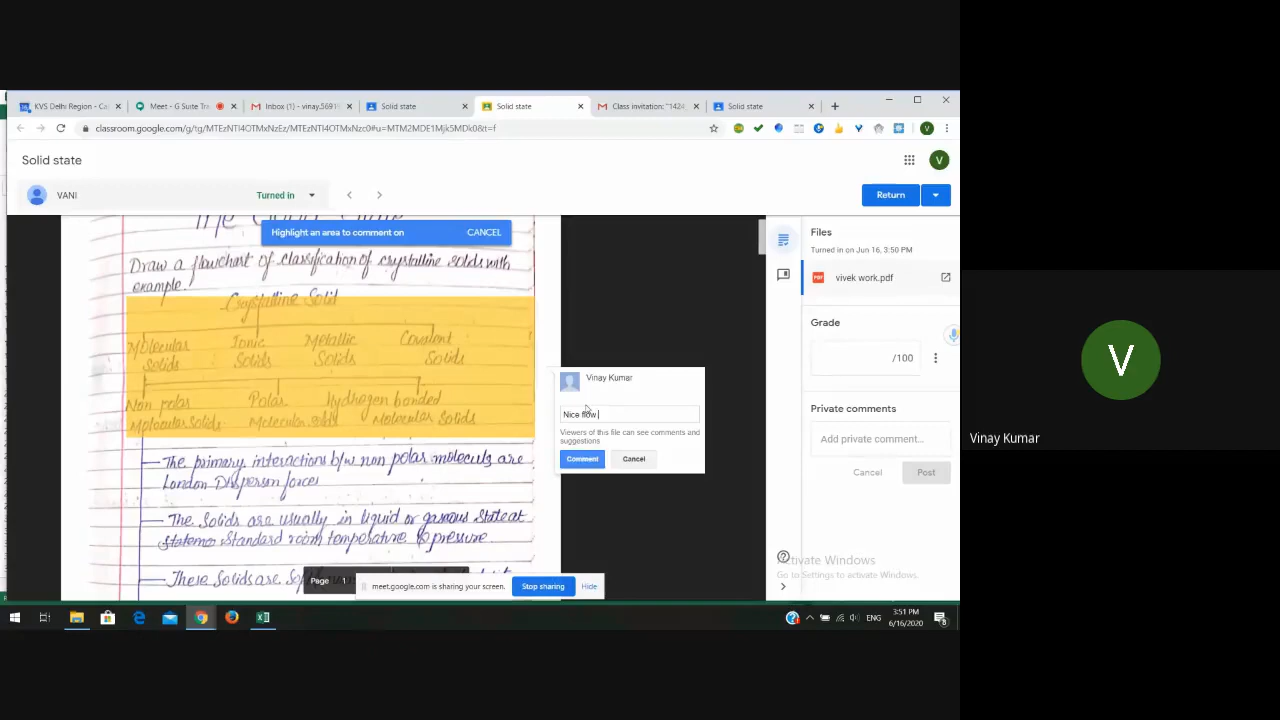 KVS Delhi Region - Ca
Meet - G Suite Tra
Inbox (1) - vinay.5691
Solid state
Solid state
Class invitation: "1424
Solid state
classroom.google.com/g/tg/MTEzNTI4OTMxNzEz/MTEzNTI4OTMxNzc0#u=MTM2MDE1Mjk5MDk0&t=f
Solid state
V
VANI
Turned in
Return
Highlight an area to comment on
CANCEL
Draw a flowchart of classification of crystalline solids with
example.
Crystalline Solid
Molecular Ionic Metallic Covalent
Solids Solids Solids Solids
Non polar Polar Hydrogen bonded
Molacular Solids Molecular solid Molecular Solids
The primary interactions b/w non polar moleculs are
London Dispersion forces
The Solids are usually in liquid or gaseous State at
Standard room temperature & pressure
These Solids are
Page 1
meet.google.com is sharing your screen.
Stop sharing
Hide
Vinay Kumar
Nice flow
Viewers of this file can see comments and
suggestions
Comment
Cancel
Files
Turned in on Jun 16, 3:50 PM
PDF
vivek work.pdf
Grade
/100
Private comments
Add private comment...
Cancel
Post
Activate Windows
Go to Settings to activate Windows.
ENG
3:51 PM
6/16/2020
V
Vinay Kumar